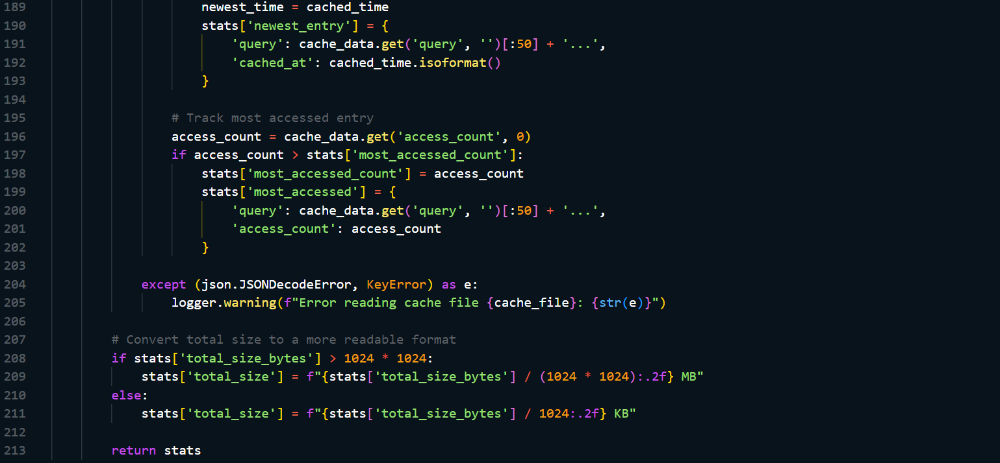 189 newest_time = cached_time
190 stats['newest_entry'] = {
191 'query': cache_data.get('query', '')[:50] + '...',
192 'cached_at': cached_time.isoformat()
193 }
194
195 # Track most accessed entry
196 access_count = cache_data.get('access_count', 0)
197 if access_count > stats['most_accessed_count']:
198 stats['most_accessed_count'] = access_count
199 stats['most_accessed'] = {
200 'query': cache_data.get('query', '')[:50] + '...',
201 'access_count': access_count
202 }
203
204 except (json.JSONDecodeError, KeyError) as e:
205 logger.warning(f"Error reading cache file {cache_file}: {str(e)}")
206
207 # Convert total size to a more readable format
208 if stats['total_size_bytes'] > 1024 * 1024:
209 stats['total_size'] = f"{stats['total_size_bytes'] / (1024 * 1024):.2f} MB"
210 else:
211 stats['total_size'] = f"{stats['total_size_bytes'] / 1024:.2f} KB"
212
213 return stats